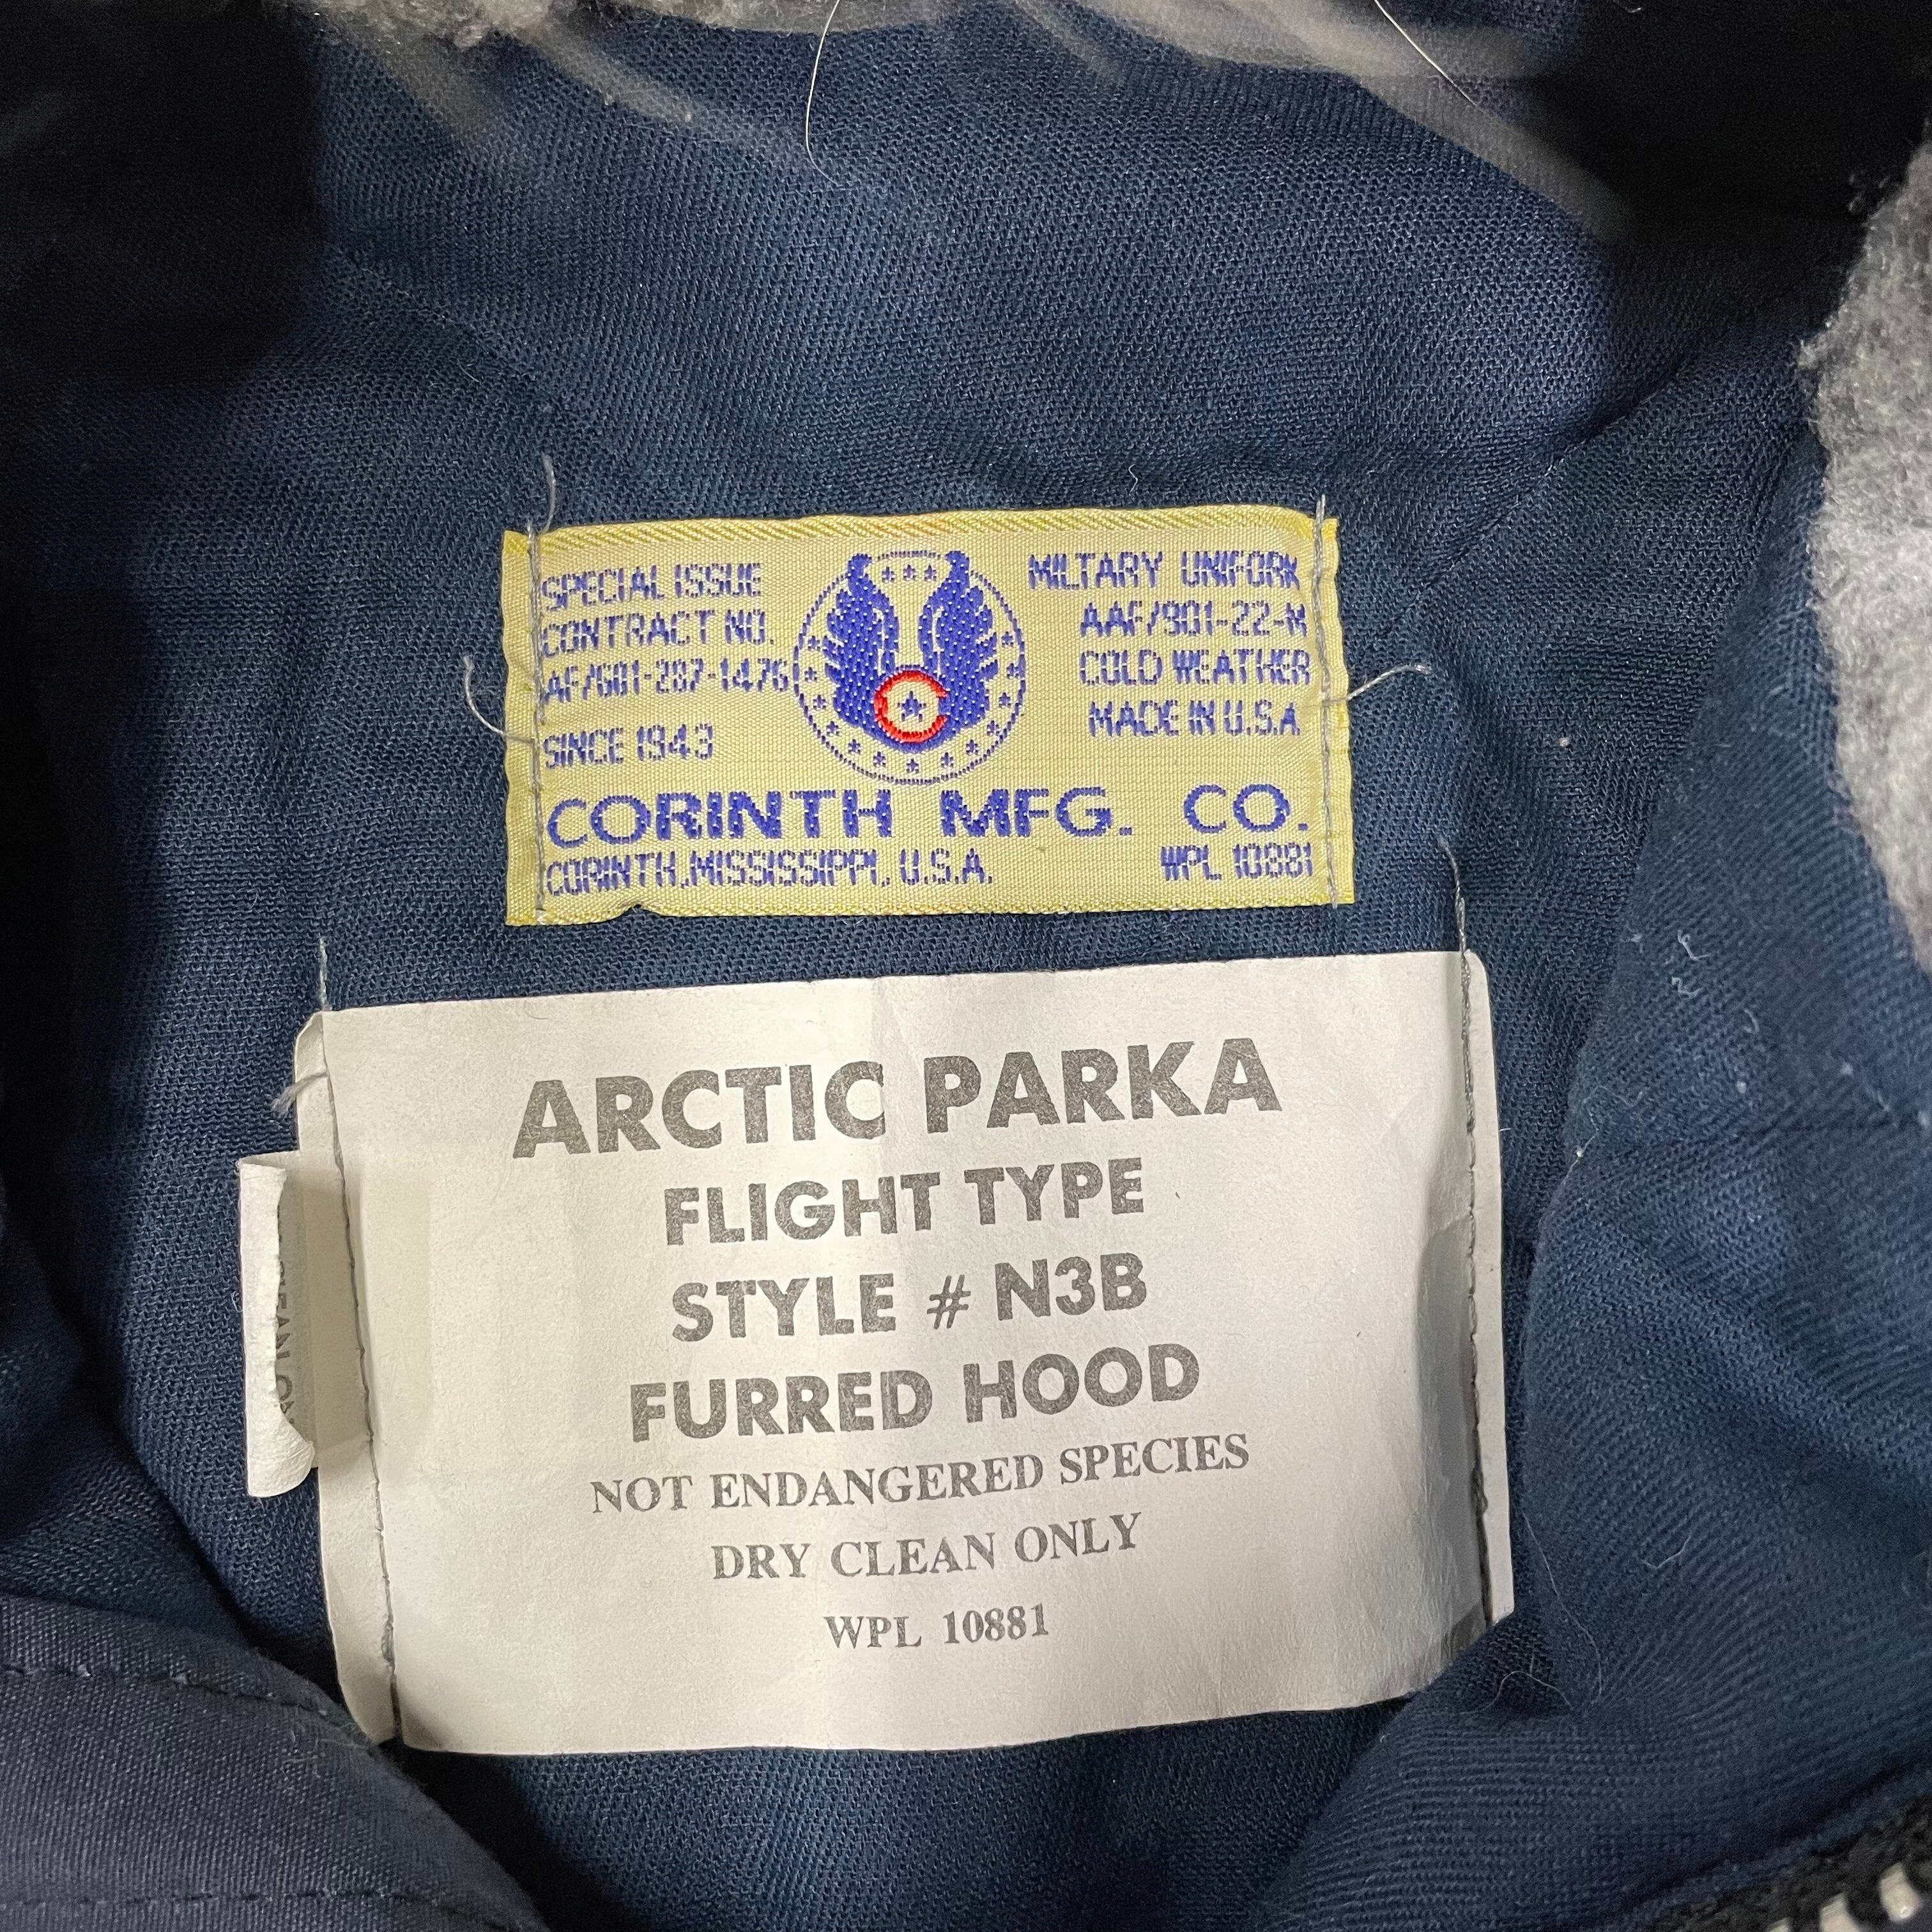 SPECIAL ISSUE
CONTRACT NO.
AF/601-287-1476
SINCE 1943
MILTARY UNIFORM
AAF/901-22-M
COLD WEATHER
MADE IN U.S.A
CORINTH MFG. CO.
CORINTH, MISSISSIPPI, U.S.A. WPL 10881
ARCTIC PARKA
FLIGHT TYPE
STYLE # N3B
FURRED HOOD
NOT ENDANGERED SPECIES
DRY CLEAN ONLY
WPL 10881